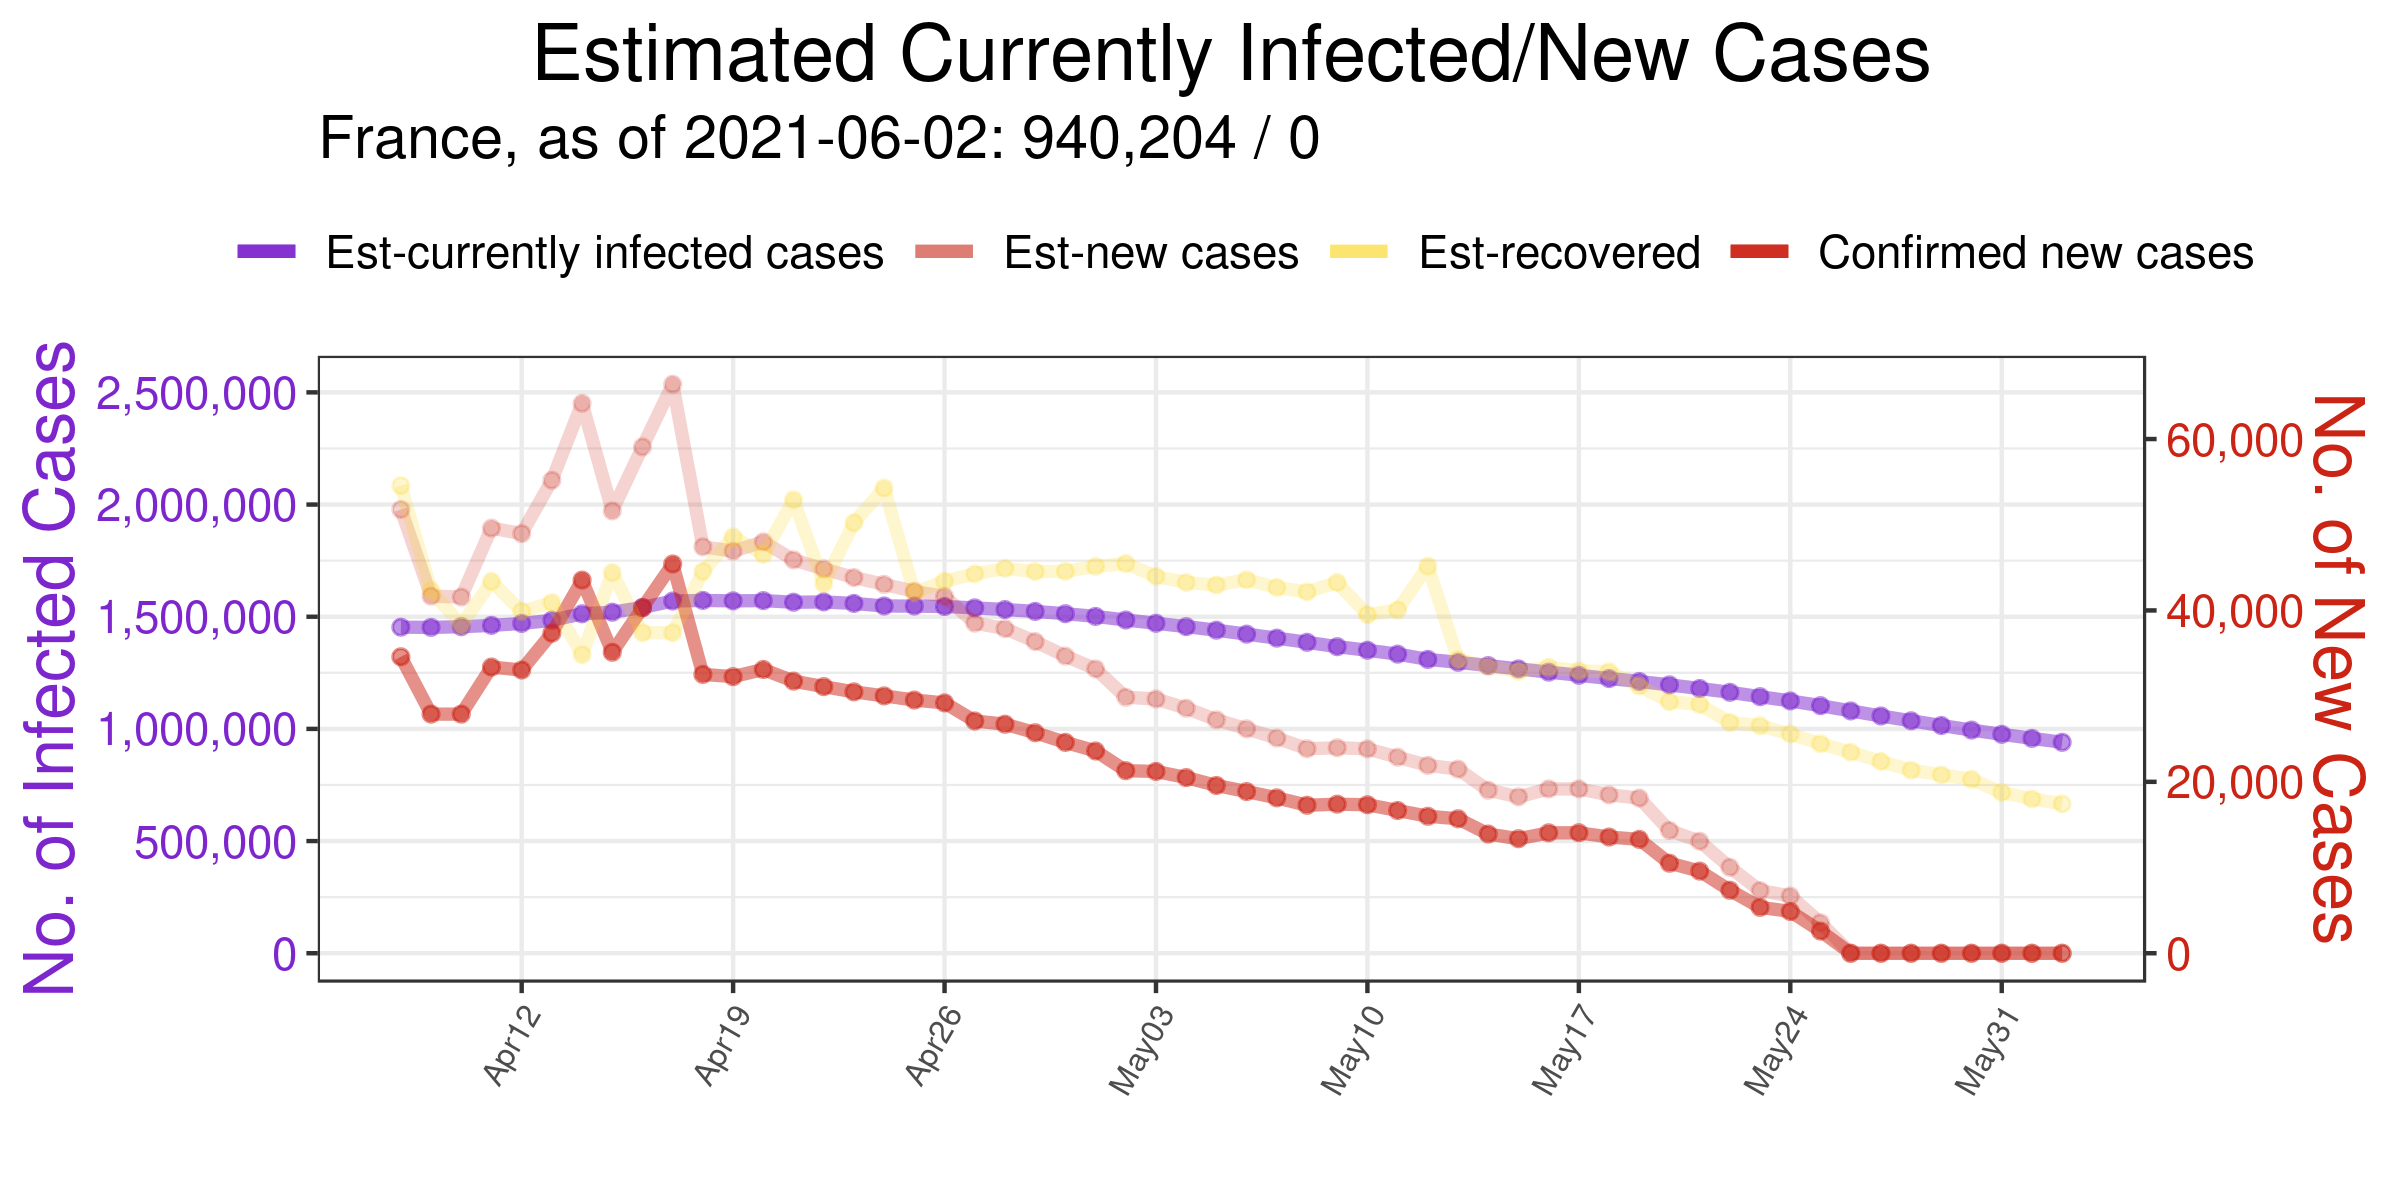 Estimated Currently Infected/New Cases
France, as of 2021-06-02: 940,204 / 0
Est-currently infected cases Est-new cases Est-recovered Confirmed new cases
No. of Infected Cases
2,500,000
2,000,000
1,500,000
1,000,000
500,000
0
60,000
40,000
20,000
0
No. of New Cases
Apr12 Apr19 Apr26 May03 May10 May17 May24 May31